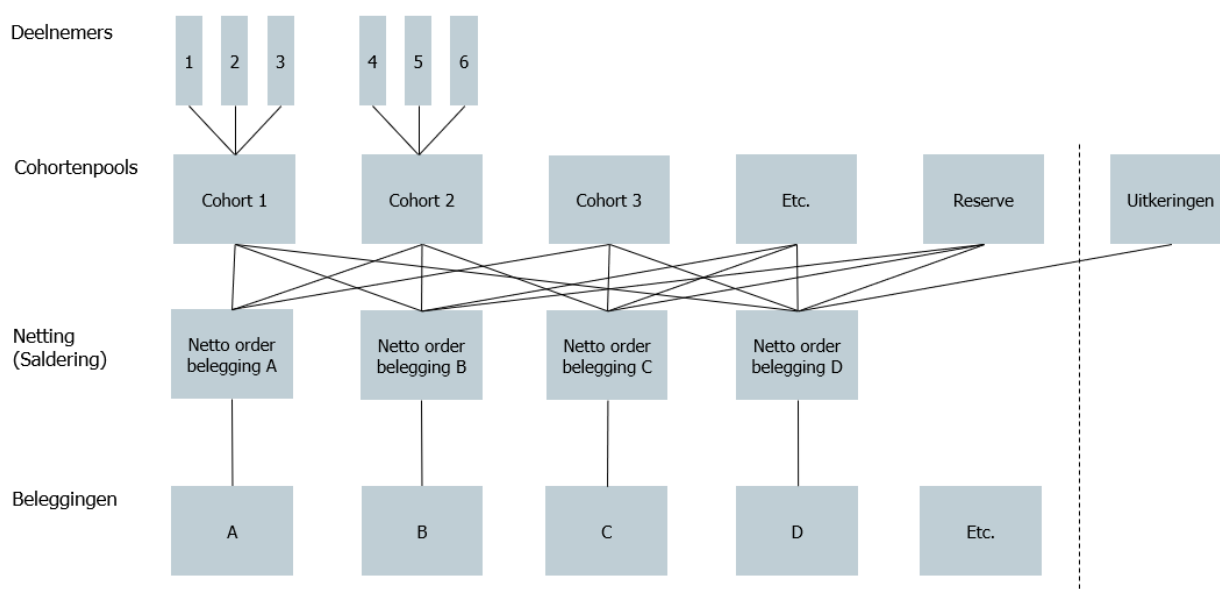 Deelnemers
1
2
3
4
5
6
Cohortenpools
Cohort 1
Cohort 2
Cohort 3
Etc.
Reserve
Uitkeringen
Netting
(Saldering)
Netto order
belegging A
Netto order
belegging B
Netto order
belegging C
Netto order
belegging D
Beleggingen
A
B
C
D
Etc.